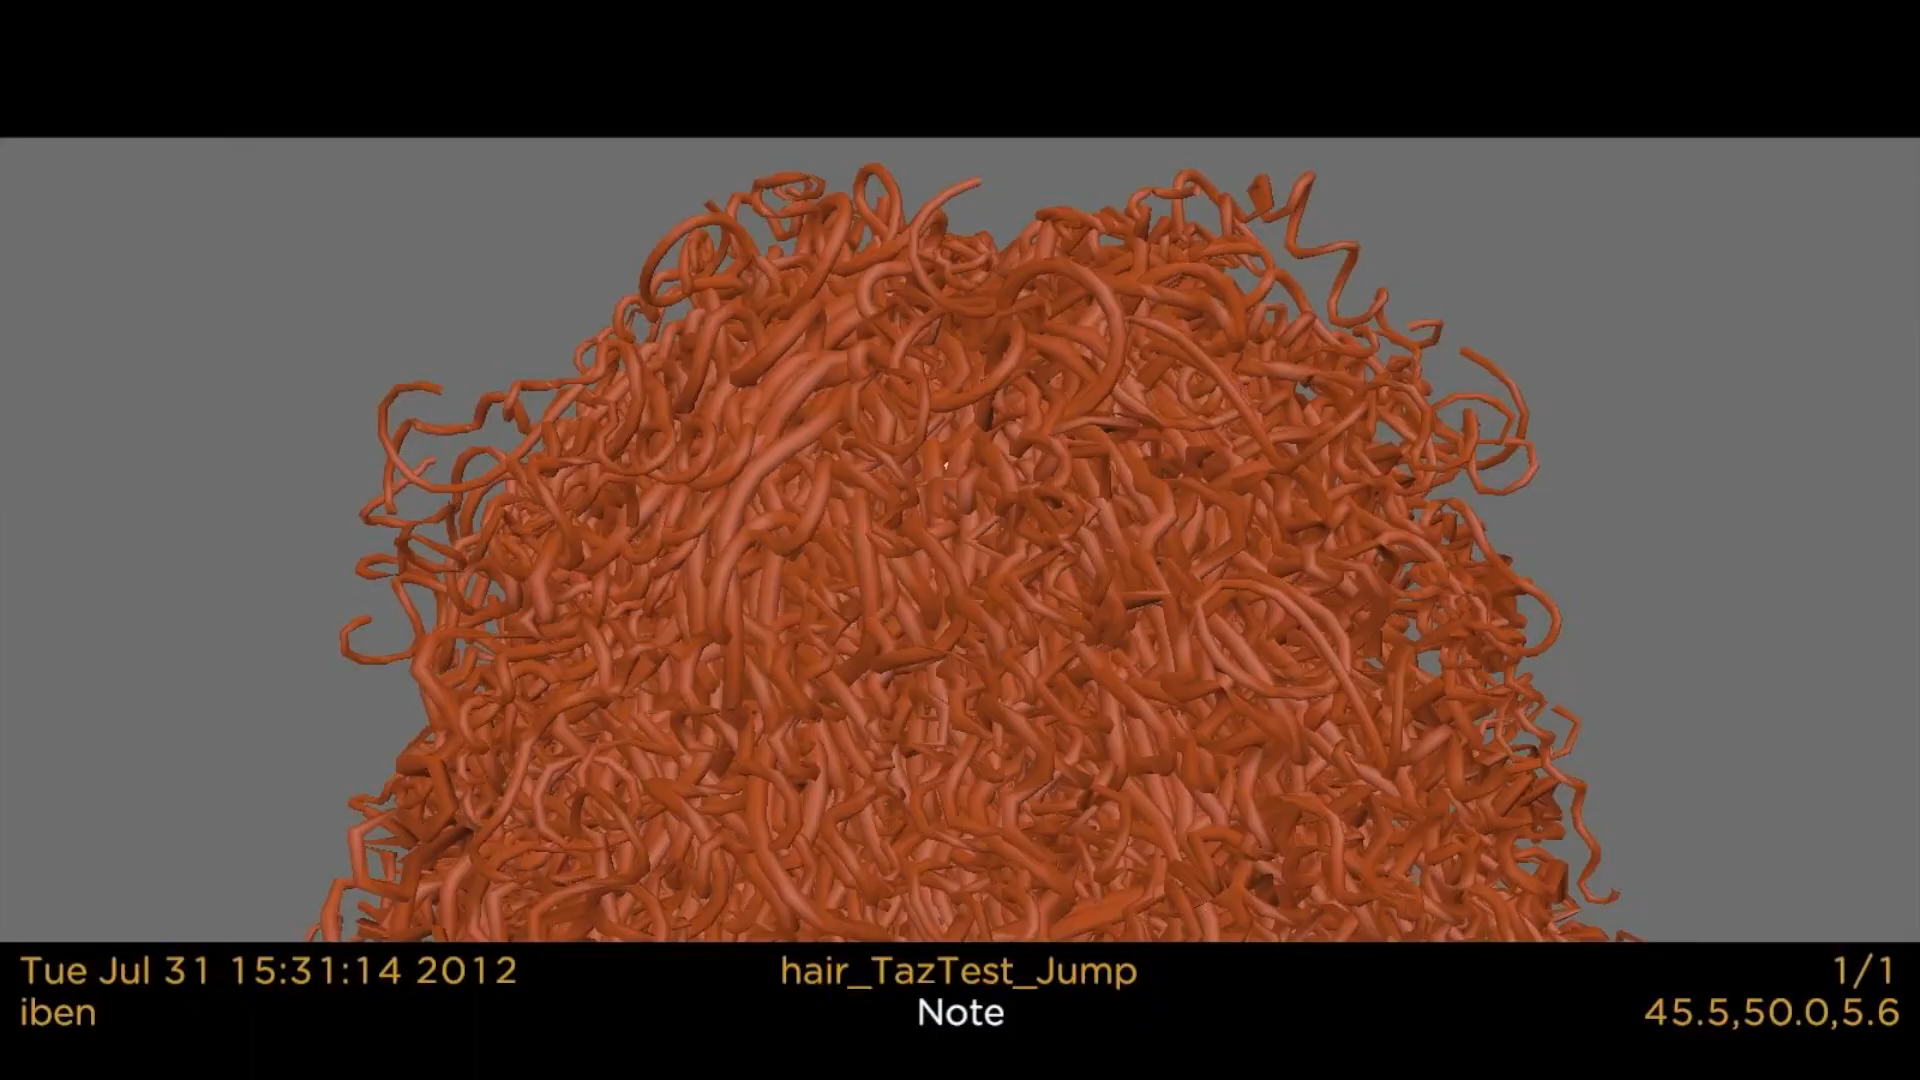 Tue Jul 31 15:31:14 2012
hair_TazTest_Jump
1/1
iben
Note
45.5,50.0,5.6